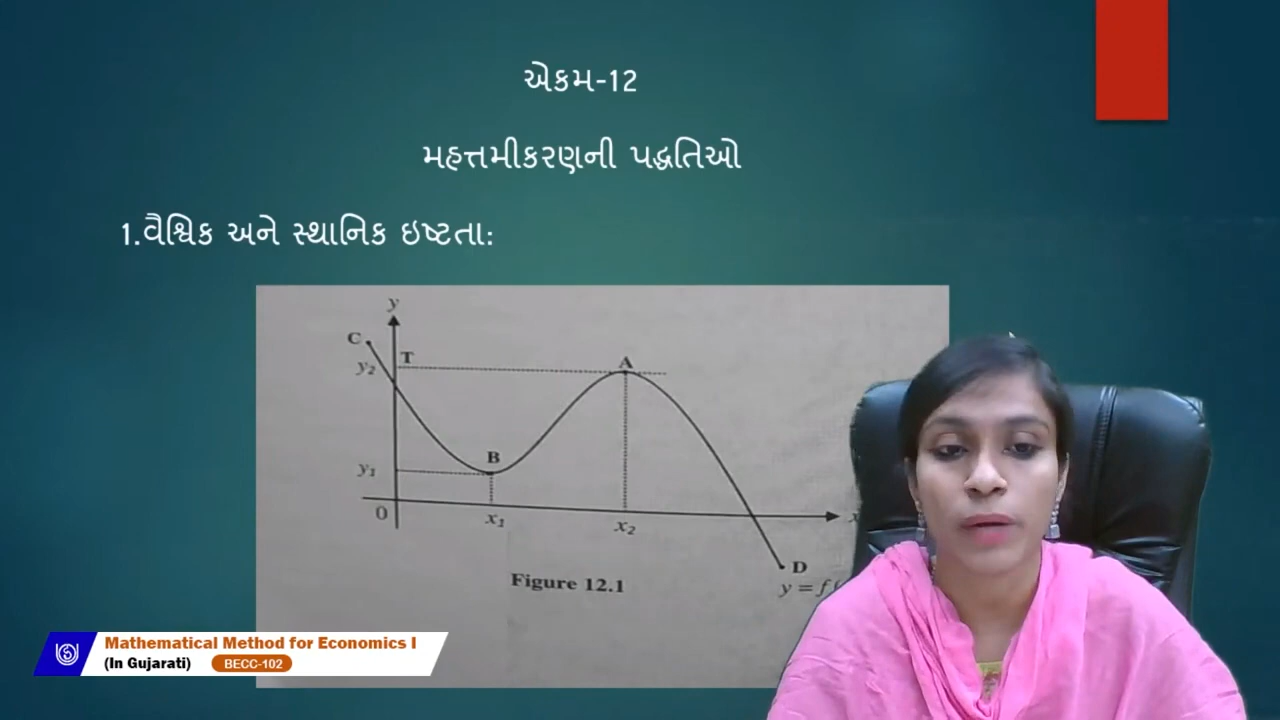 એકમ-12
મહત્તમીકરણની પદ્ધતિઓ
1.વૈશ્વિક અને સ્થાનિક ઇષ્ટતા:
y
C
T
A
y₂
B
y₁
0
x₁
x₂
x
D
Figure 12.1
y = f(
Mathematical Method for Economics I
(In Gujarati) BECC-102